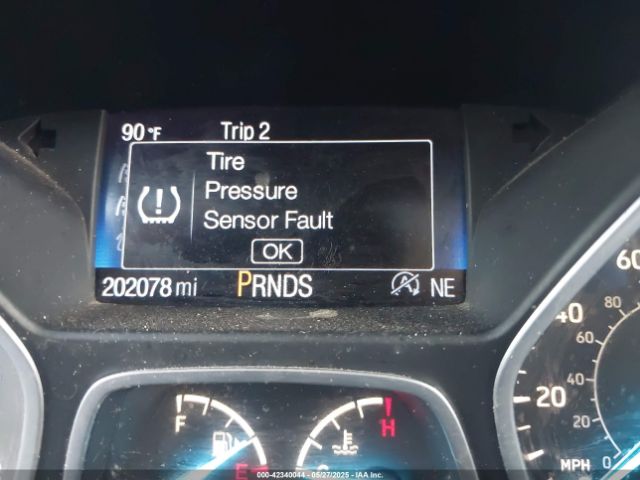 90°F Trip 2
Tire
Pressure
Sensor Fault
OK
202078 mi PRNDS NE
60
40
80
60
20
40
20
0
MPH
F
H
E
000-42340044 | 05/27/2025 - IAA Inc.